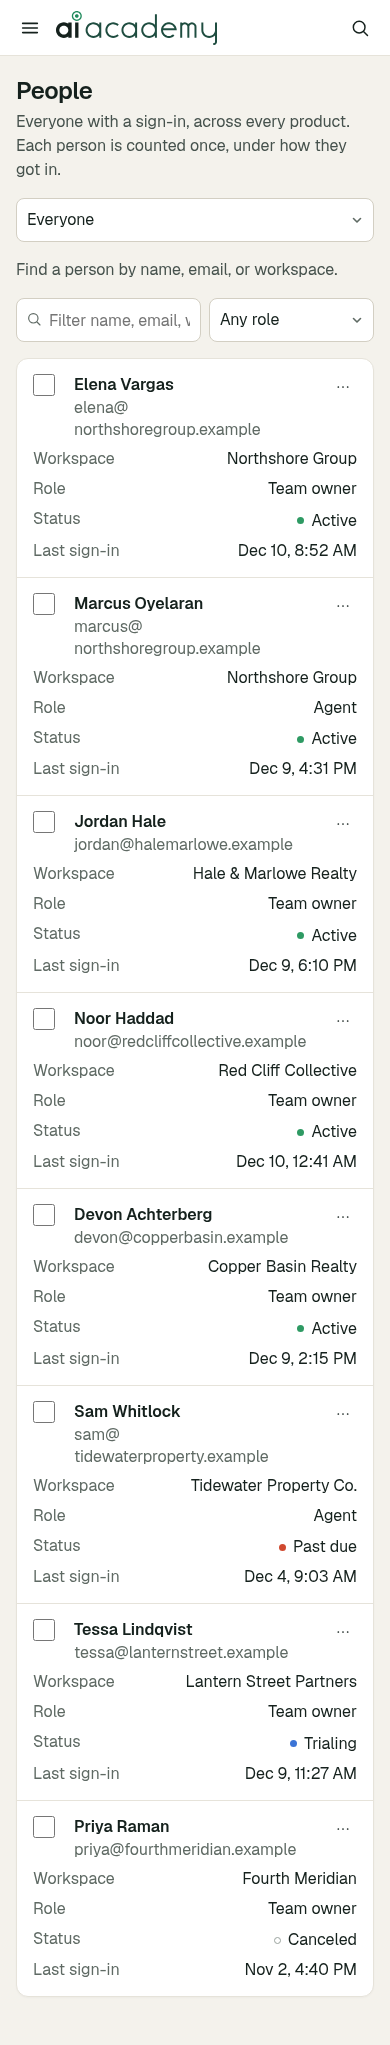 ai academy
People
Everyone with a sign-in, across every product.
Each person is counted once, under how they
got in.
Everyone
Find a person by name, email, or workspace.
Filter name, email,
Any role
Elena Vargas
...
elena@
northshoregroup.example
Workspace Northshore Group
Role Team owner
Status Active
Last sign-in Dec 10, 8:52 AM
Marcus Oyelaran
...
marcus@
northshoregroup.example
Workspace Northshore Group
Role Agent
Status Active
Last sign-in Dec 9, 4:31 PM
Jordan Hale
...
jordan@halemarlowe.example
Workspace Hale & Marlowe Realty
Role Team owner
Status Active
Last sign-in Dec 9, 6:10 PM
Noor Haddad
...
noor@redcliffcollective.example
Workspace Red Cliff Collective
Role Team owner
Status Active
Last sign-in Dec 10, 12:41 AM
Devon Achterberg
...
devon@copperbasin.example
Workspace Copper Basin Realty
Role Team owner
Status Active
Last sign-in Dec 9, 2:15 PM
Sam Whitlock
...
sam@
tidewaterproperty.example
Workspace Tidewater Property Co.
Role Agent
Status Past due
Last sign-in Dec 4, 9:03 AM
Tessa Lindqvist
...
tessa@lanternstreet.example
Workspace Lantern Street Partners
Role Team owner
Status Trialing
Last sign-in Dec 9, 11:27 AM
Priya Raman
...
priya@fourthmeridian.example
Workspace Fourth Meridian
Role Team owner
Status Canceled
Last sign-in Nov 2, 4:40 PM